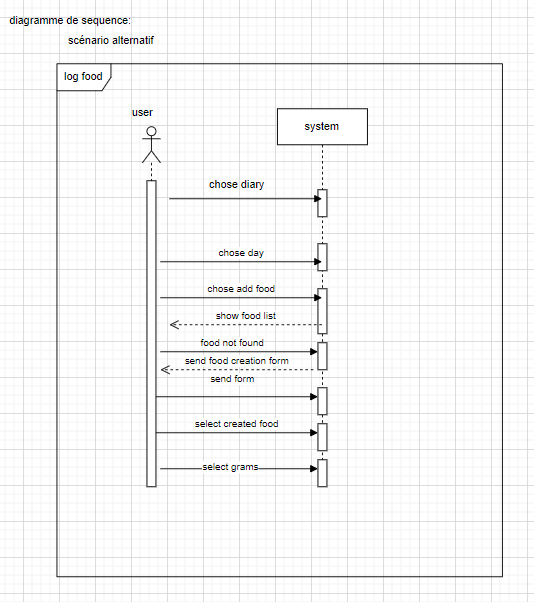 diagramme de sequence:
scénario alternatif
log food
user
system
chose diary
chose day
chose add food
show food list
food not found
send food creation form
send form
select created food
select grams